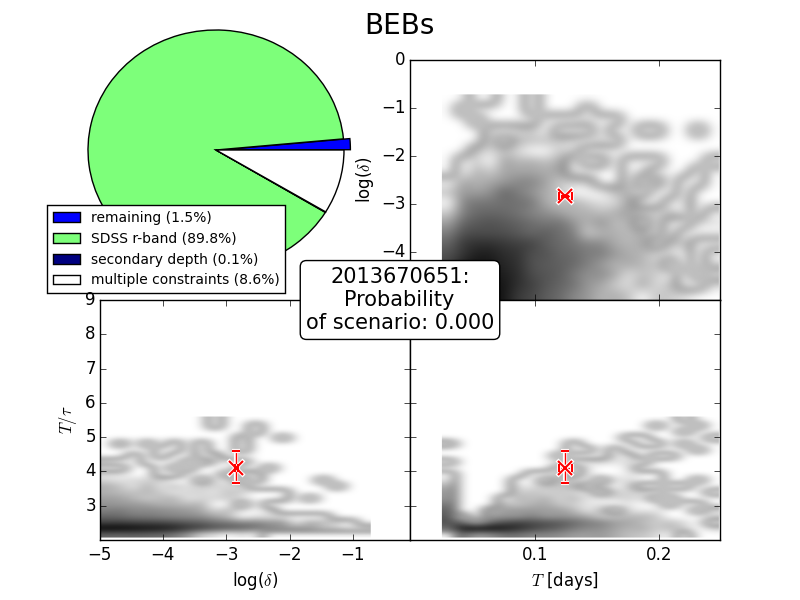 BEBs
remaining (1.5%)
SDSS r-band (89.8%)
secondary depth (0.1%)
multiple constraints (8.6%)
0
−1
−2
−3
−4
log(δ)
2013670651:
Probability
of scenario: 0.000
9
8
7
6
5
4
3
T/τ
−5 −4 −3 −2 −1
log(δ)
0.1 0.2
T [days]